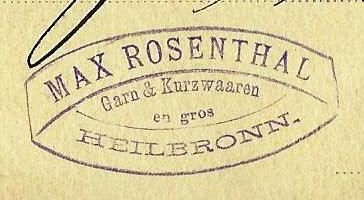 MAX ROSENTHAL
Garn & Kurzwaaren
en gros
HEILBRONN.